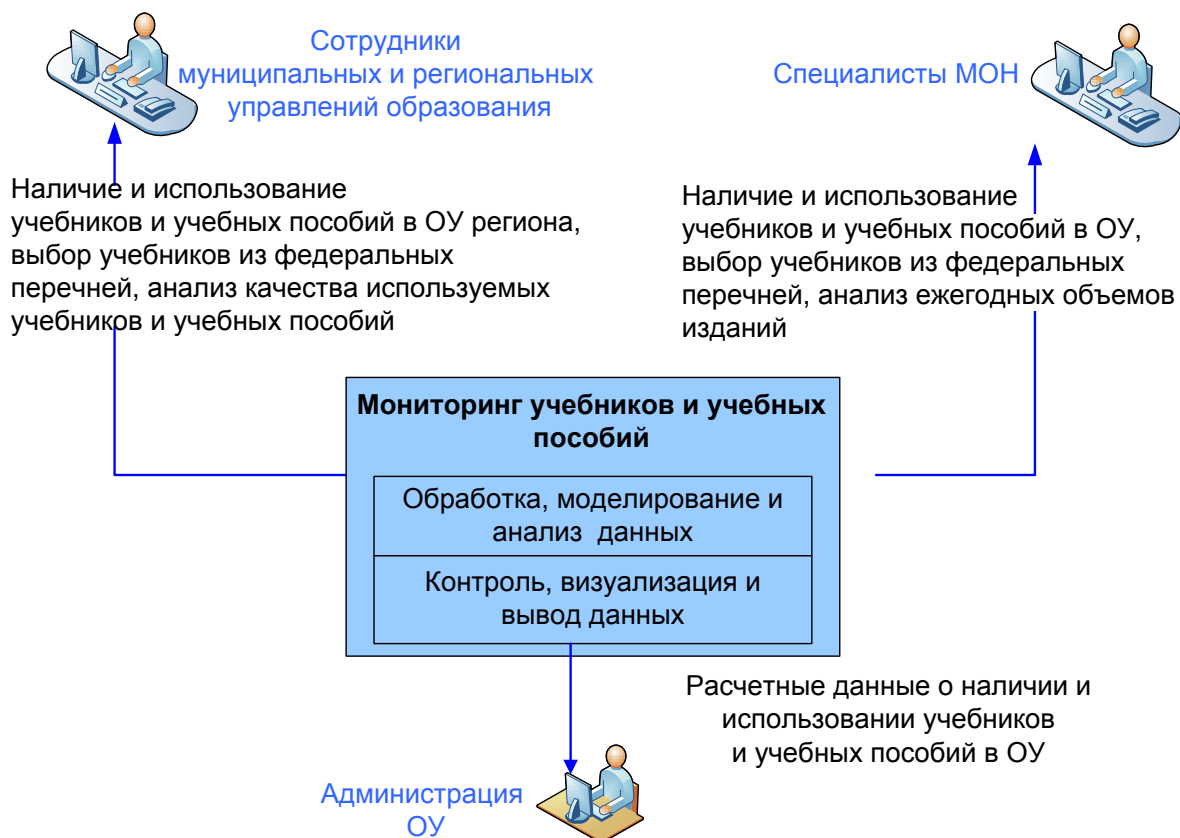 Сотрудники
муниципальных и региональных
управлений образования
Специалисты МОН
Наличие и использование
учебников и учебных пособий в ОУ региона,
выбор учебников из федеральных
перечней, анализ качества используемых
учебников и учебных пособий
Наличие и использование
учебников и учебных пособий в ОУ,
выбор учебников из федеральных
перечней, анализ ежегодных объемов
изданий
Мониторинг учебников и учебных
пособий
Обработка, моделирование и
анализ данных
Контроль, визуализация и
вывод данных
Расчетные данные о наличии и
использовании учебников
и учебных пособий в ОУ
Администрация
ОУ